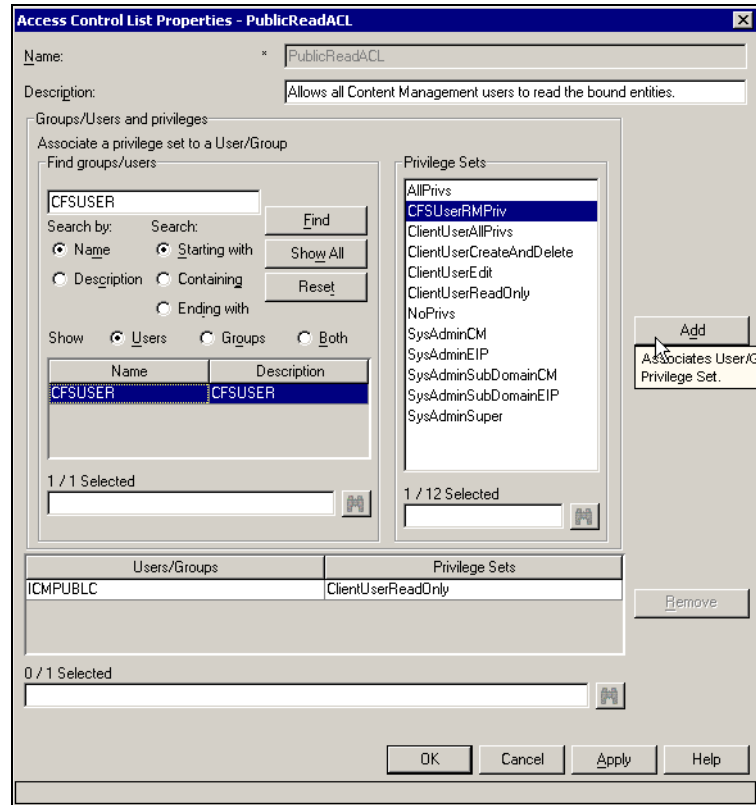 Access Control List Properties - PublicReadACL
Name: * PublicReadACL
Description: Allows all Content Management users to read the bound entities.
Groups/Users and privileges
Associate a privilege set to a User/Group
Find groups/users
CFSUSER
Find
Search by: Search:
Name Starting with
Show All
Description Containing
Reset
Ending with
Show Users Groups Both
Name Description
CFSUSER CFSUSER
1 / 1 Selected
Privilege Sets
AllPrivs
CFSUserRMPriv
ClientUserAllPrivs
ClientUserCreateAndDelete
ClientUserEdit
ClientUserReadOnly
NoPrivs
SysAdminCM
SysAdminEIP
SysAdminSubDomainCM
SysAdminSubDomainEIP
SysAdminSuper
1 / 12 Selected
Add
Associates User/G
Privilege Set.
Users/Groups Privilege Sets
ICMPUBLC ClientUserReadOnly
Remove
0 / 1 Selected
OK Cancel Apply Help